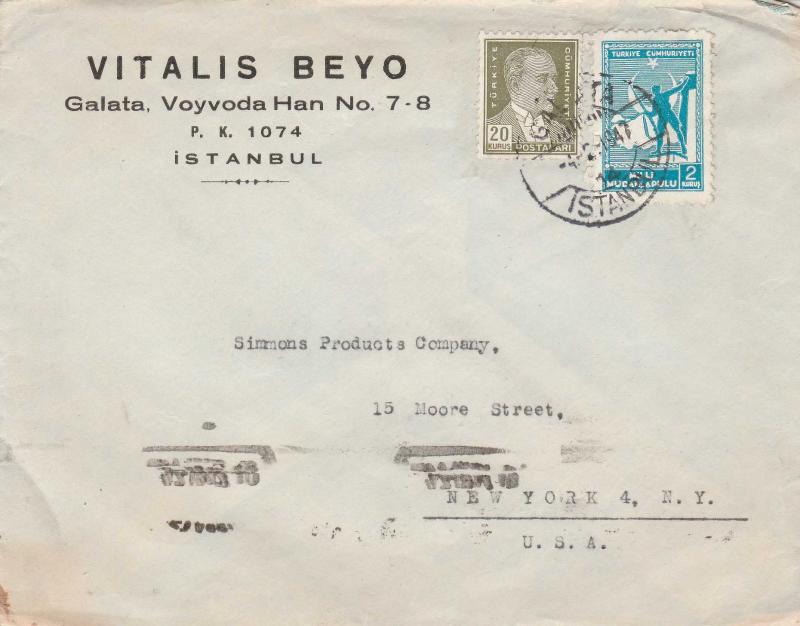 VITALIS BEYO
Galata, Voyvoda Han No. 7-8
P. K. 1074
İSTANBUL
TÜRKİYE CÜMHURİYETİ
20 KURUŞ POSTALARI
TÜRKİYE CUMHURİYETİ
MİLLİ
MÜDAFAA PULU
2 KURUŞ
İSTANBUL
Simmons Products Company,
15 Moore Street,
NEW YORK 4, N.Y.
U.S.A.